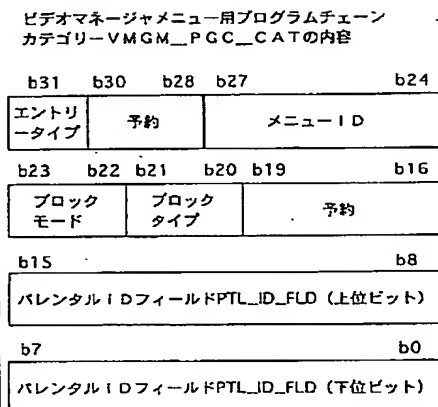 ビデオマネージャメニュー用プログラムチェーン
カテゴリーVMGM_PGC_CATの内容
b31 b30 b28 b27 b24
エントリ 予約 メニューID
ータイプ
b23 b22 b21 b20 b19 b16
ブロック ブロック 予約
モード タイプ
b15 b8
パレンタルIDフィールドPTL_ID_FLD (上位ビット)
b7 b0
パレンタルIDフィールドPTL_ID_FLD (下位ビット)